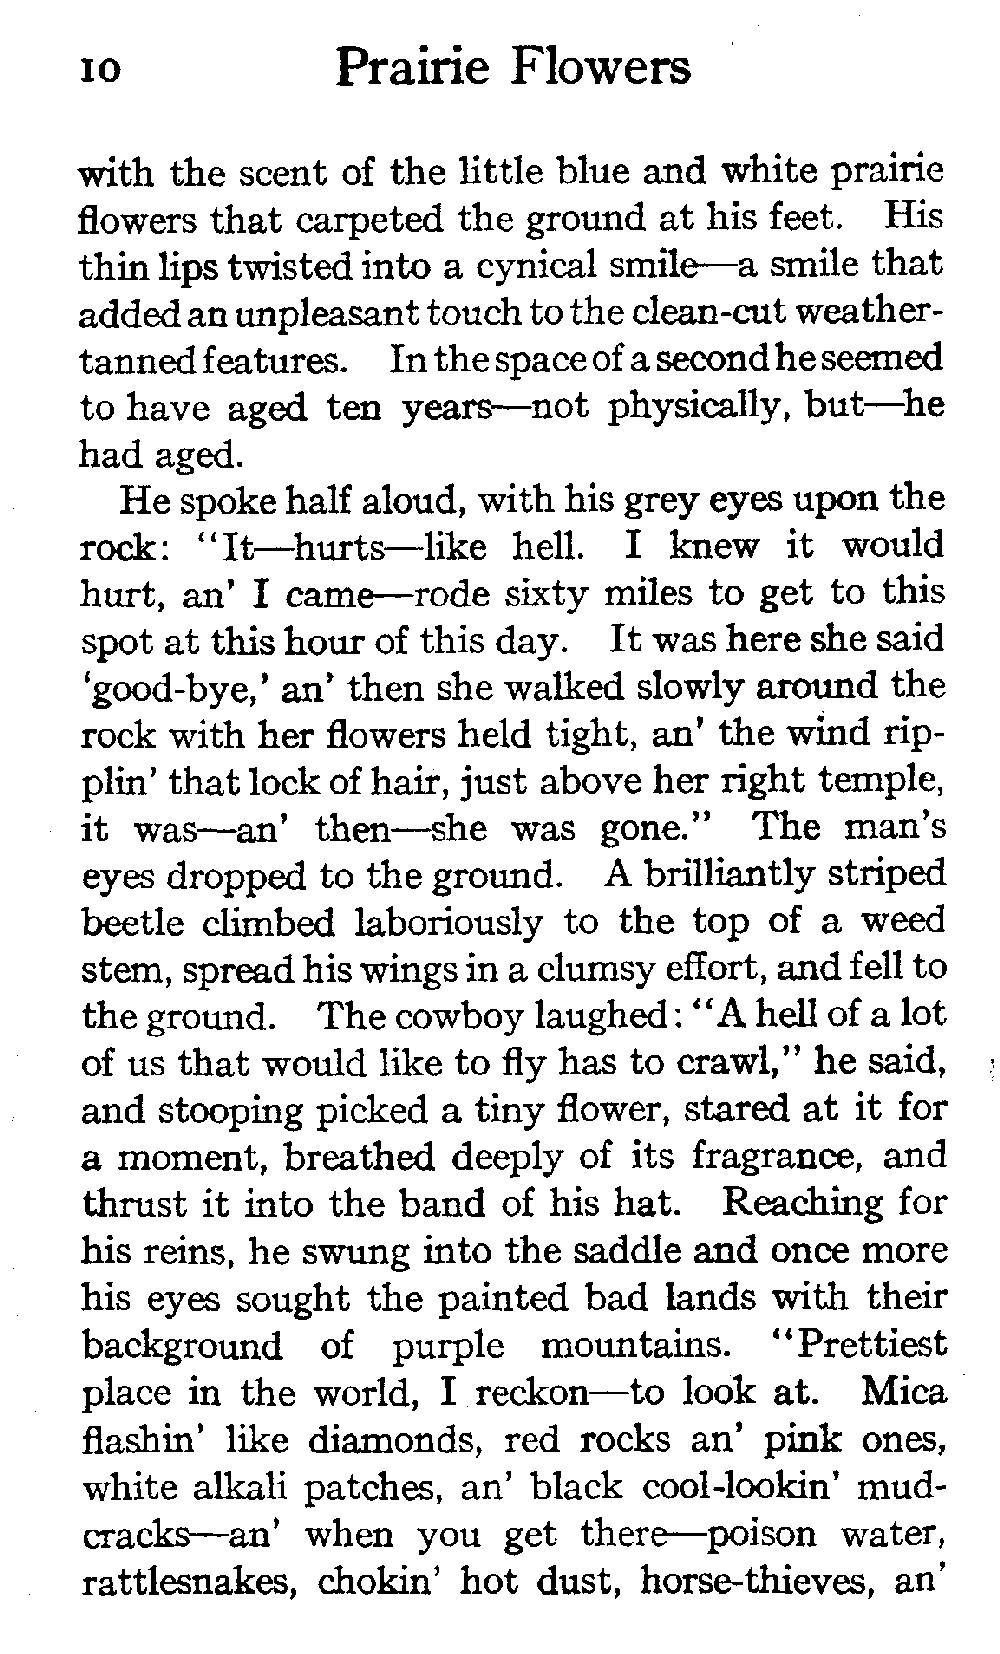 10 Prairie Flowers
with the scent of the little blue and white prairie
flowers that carpeted the ground at his feet. His
thin lips twisted into a cynical smile—a smile that
added an unpleasant touch to the clean-cut weather-
tanned features. In the space of a second he seemed
to have aged ten years—not physically, but—he
had aged.
He spoke half aloud, with his grey eyes upon the
rock: “It—hurts—like hell. I knew it would
hurt, an’ I came—rode sixty miles to get to this
spot at this hour of this day. It was here she said
‘good-bye,’ an’ then she walked slowly around the
rock with her flowers held tight, an’ the wind rip-
plin’ that lock of hair, just above her right temple,
it was—an’ then—she was gone.” The man’s
eyes dropped to the ground. A brilliantly striped
beetle climbed laboriously to the top of a weed
stem, spread his wings in a clumsy effort, and fell to
the ground. The cowboy laughed: “A hell of a lot
of us that would like to fly has to crawl,” he said,
and stooping picked a tiny flower, stared at it for
a moment, breathed deeply of its fragrance, and
thrust it into the band of his hat. Reaching for
his reins, he swung into the saddle and once more
his eyes sought the painted bad lands with their
background of purple mountains. “Prettiest
place in the world, I reckon—to look at. Mica
flashin’ like diamonds, red rocks an’ pink ones,
white alkali patches, an’ black cool-lookin’ mud-
cracks—an’ when you get there—poison water,
rattlesnakes, chokin’ hot dust, horse-thieves, an’